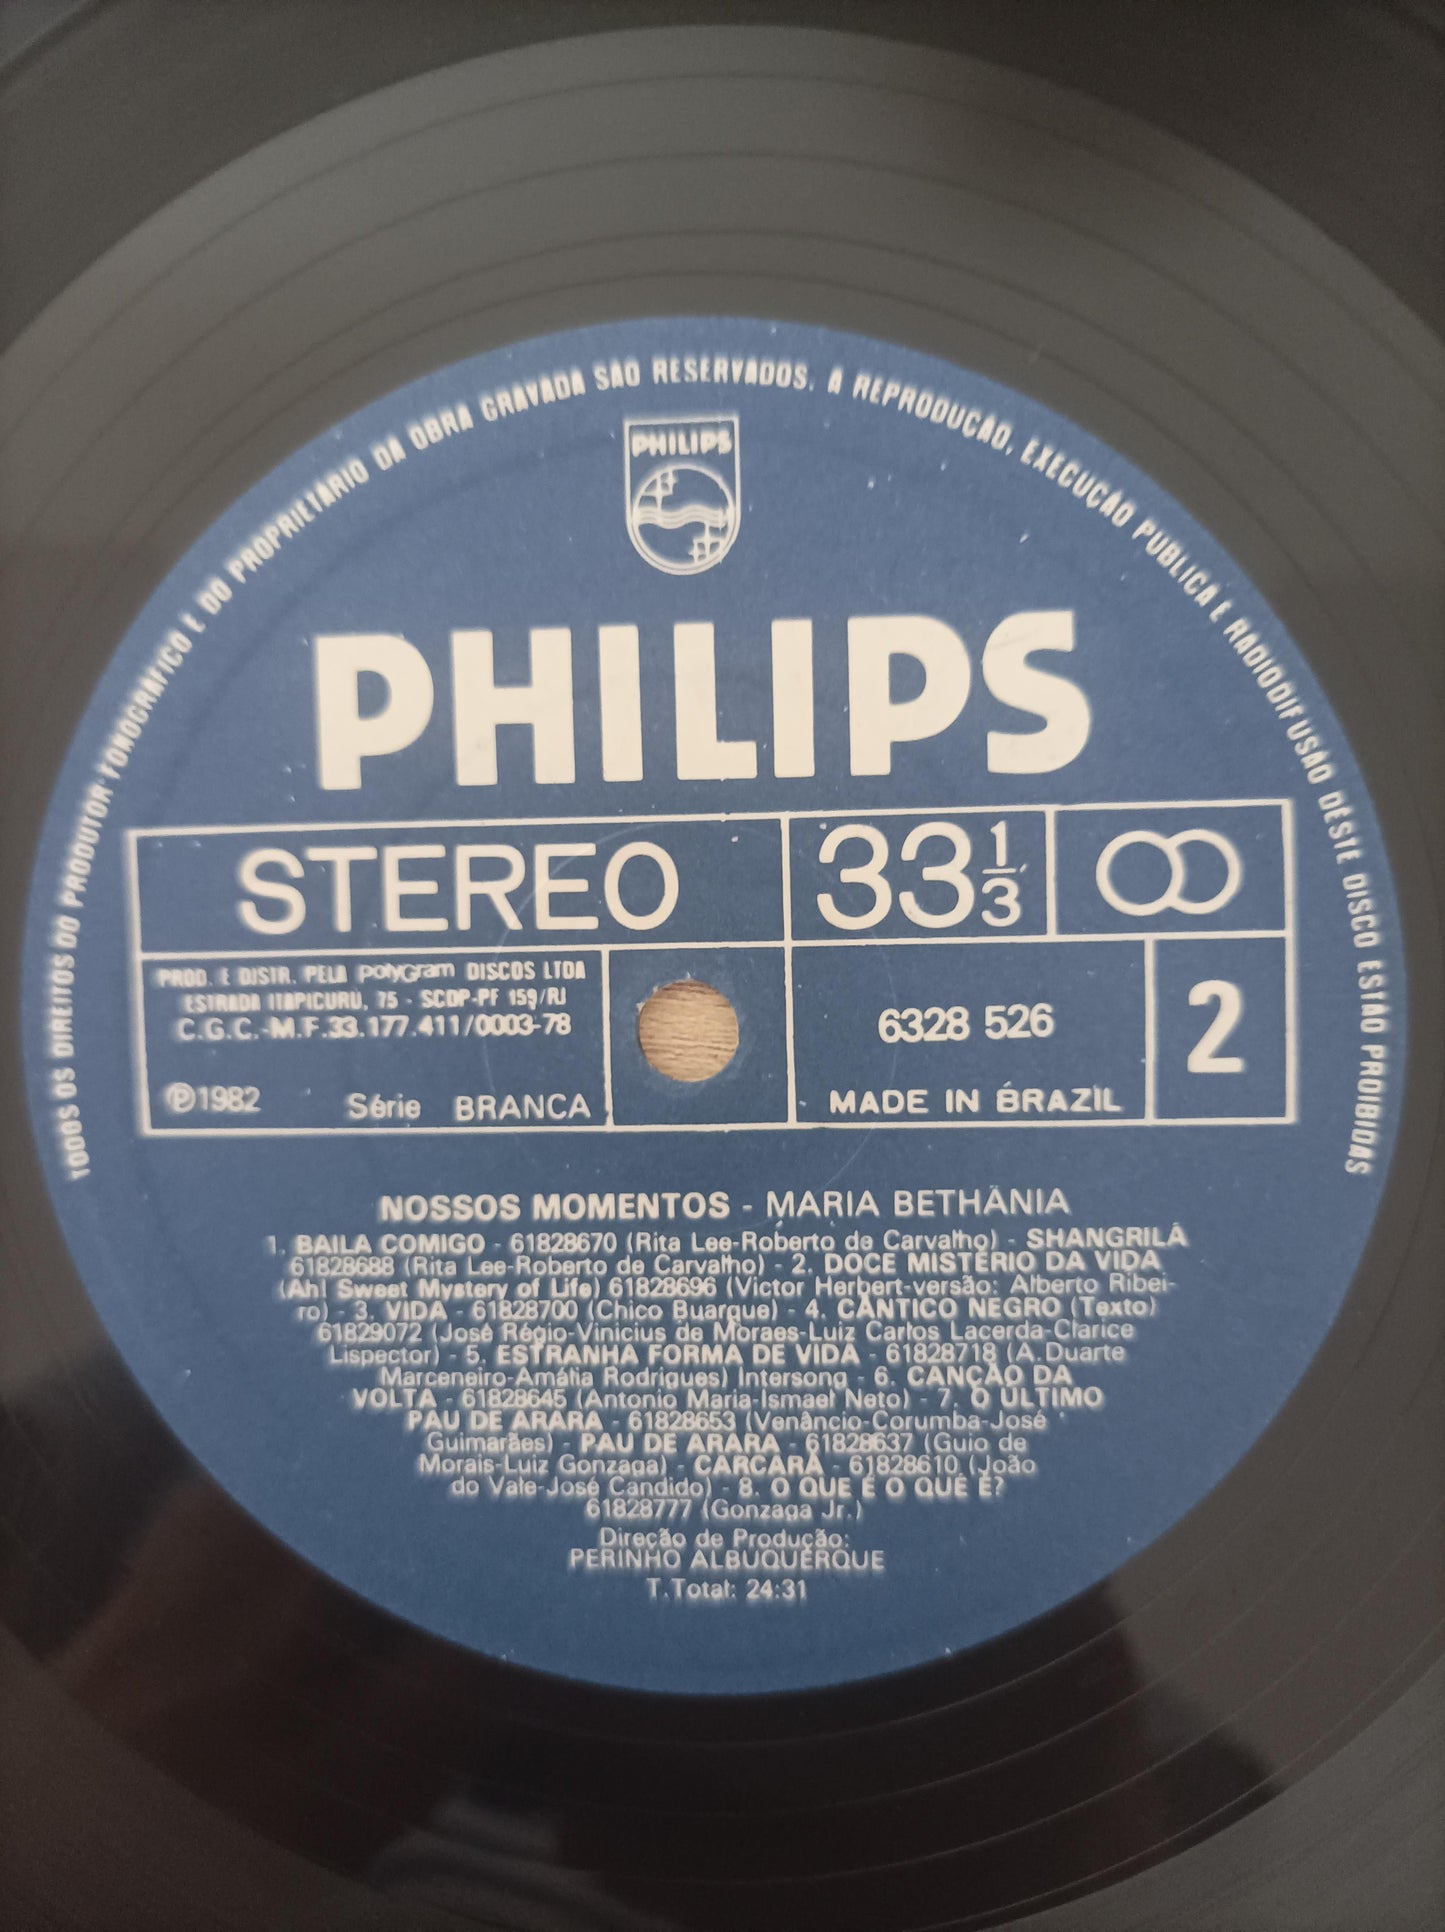 TODOS OS DIREITOS DO PRODUTOR FONOGRAFICO E DO PROPRIETARIO DA OBRA GRAVADA SÃO RESERVADOS. A REPRODUÇÃO, EXECUÇÃO PUBLICA E RADIODIFUSÃO DESTE DISCO ESTÃO PROIBIDAS
PHILIPS
PHILIPS
STEREO 33 1/3
PROD. E DISTR. PELA PolyGram DISCOS LTDA
ESTRADA ITAPICURU, 75 - SCDP-PF 159/RJ
C.G.C.-M.F.33.177.411/0003-78
℗1982 Série BRANCA
6328 526
MADE IN BRAZIL
2
NOSSOS MOMENTOS - MARIA BETHÂNIA
1. BAILA COMIGO - 61828670 (Rita Lee-Roberto de Carvalho) - SHANGRILÁ
61828688 (Rita Lee-Roberto de Carvalho) - 2. DOCE MISTÉRIO DA VIDA
(Ah! Sweet Mystery of Life) 61828696 (Victor Herbert-versão: Alberto Ribei-
ro) - 3. VIDA - 61828700 (Chico Buarque) - 4. CÂNTICO NEGRO (Texto)
61829072 (José Régio-Vinicius de Moraes-Luiz Carlos Lacerda-Clarice
Lispector) - 5. ESTRANHA FORMA DE VIDA - 61828718 (A. Duarte
Marceneiro-Amália Rodrigues) Intersong - 6. CANÇÃO DA
VOLTA - 61828645 (Antonio Maria-Ismael Neto) - 7. O ÚLTIMO
PAU DE ARARA - 61828653 (Venâncio-Corumba-José
Guimarães) - PAU DE ARARA - 61828637 (Guio de
Morais-Luiz Gonzaga) - CARCARÁ - 61828610 (João
do Vale-José Candido) - 8. O QUE É O QUE É?
61828777 (Gonzaga Jr.)
Direção de Produção:
PERINHO ALBUQUERQUE
T.Total: 24:31